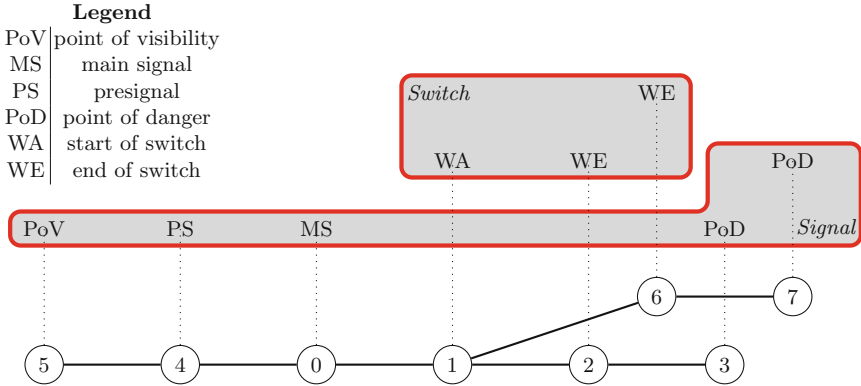 Legend
PoV point of visibility
MS main signal
PS presignal
PoD point of danger
WA start of switch
WE end of switch
Switch WE
WA WE PoD
PoV PS MS PoD Signal
6 7
5 4 0 1 2 3